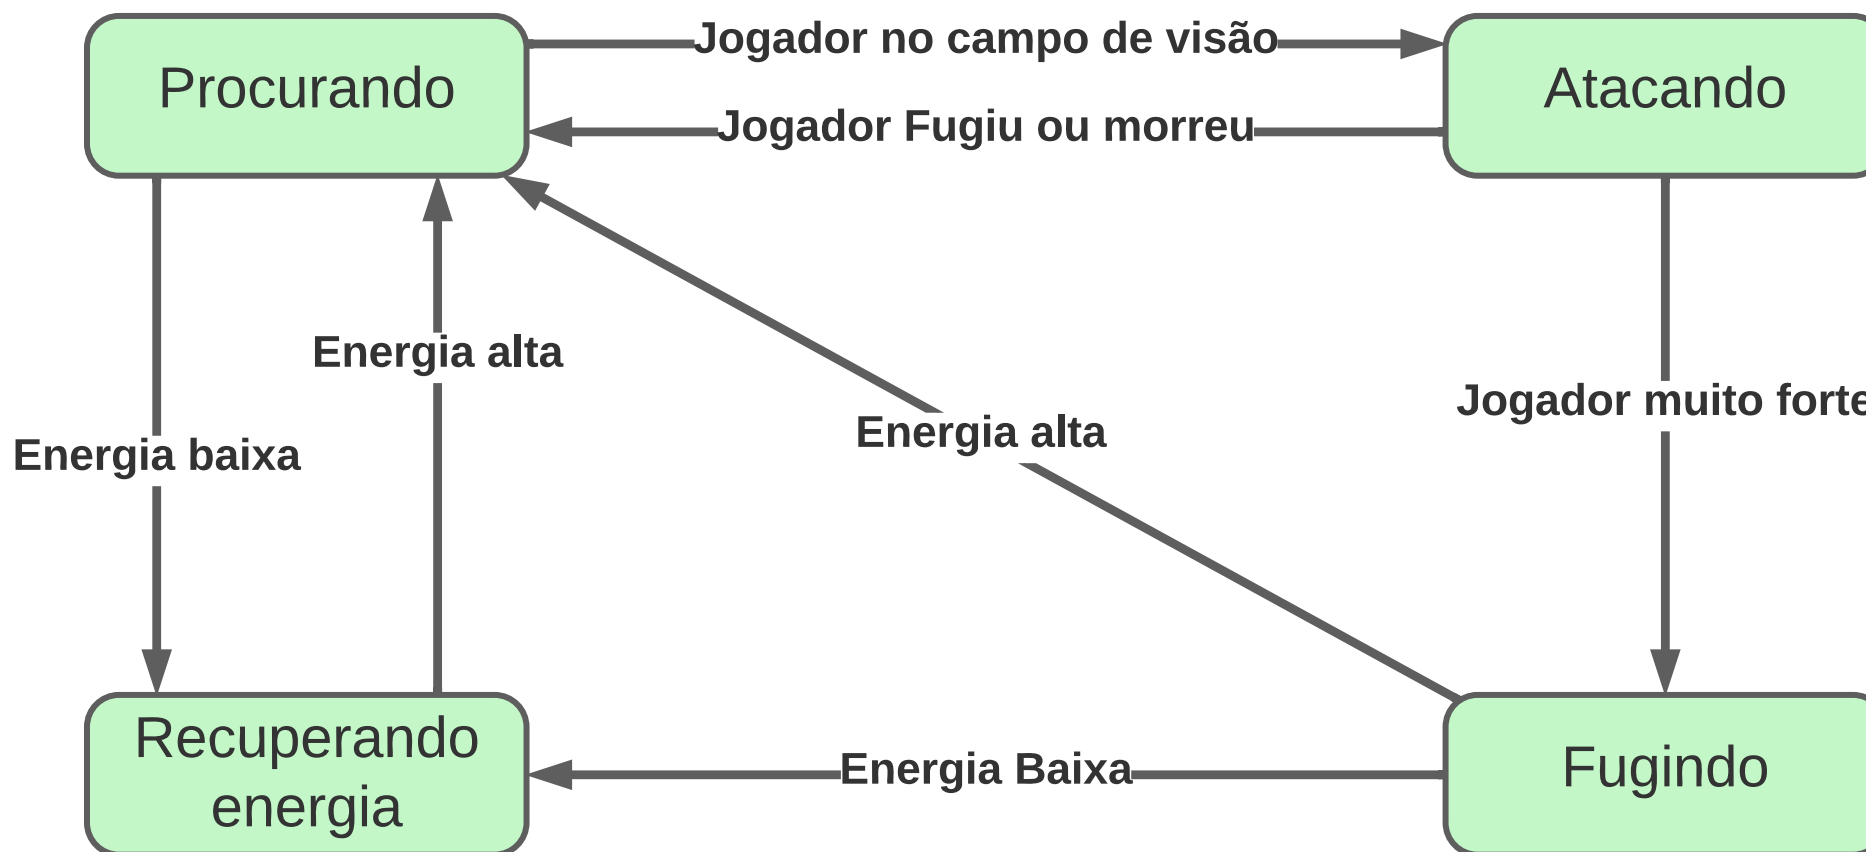 Procurando
Jogador no campo de visão
Atacando
Jogador Fugiu ou morreu
Energia alta
Jogador muito forte
Energia alta
Energia baixa
Recuperando
energia
Energia Baixa
Fugindo